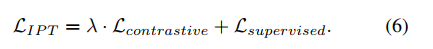 ℒ_{IPT} = λ · ℒ_{contrastive} + ℒ_{supervised}. (6)